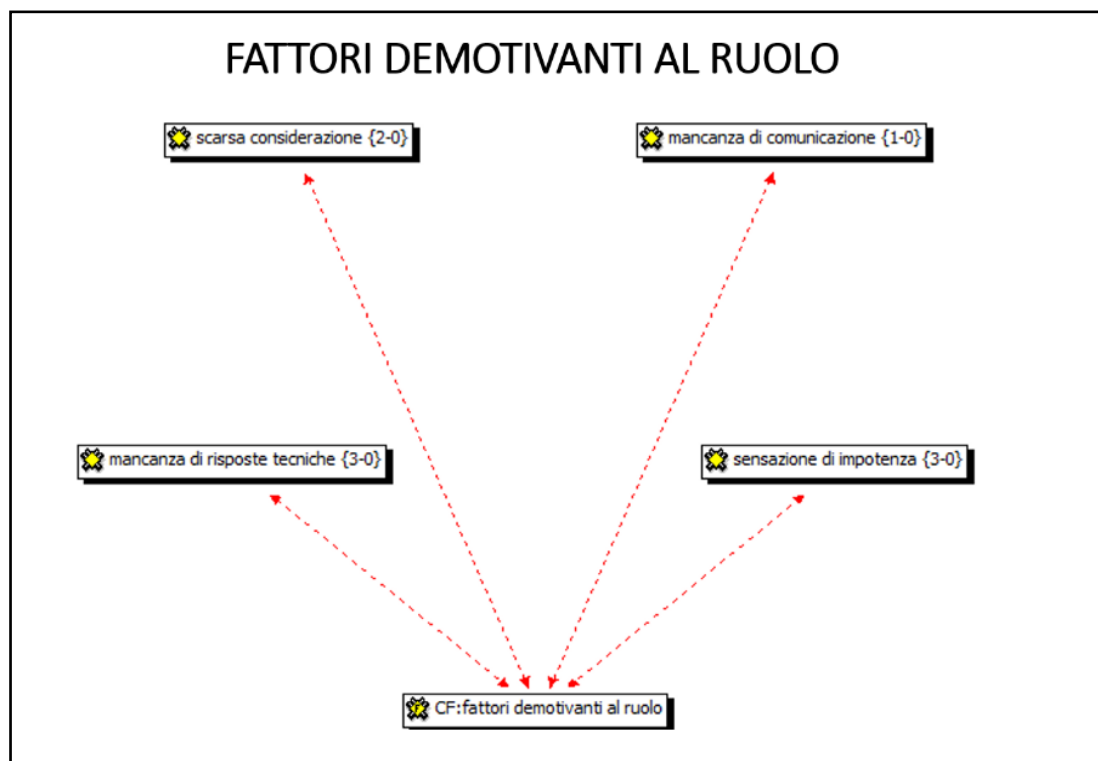 FATTORI DEMOTIVANTI AL RUOLO
scarsa considerazione {2-0}
mancanza di comunicazione {1-0}
mancanza di risposte tecniche {3-0}
sensazione di impotenza {3-0}
CF:fattori demotivanti al ruolo